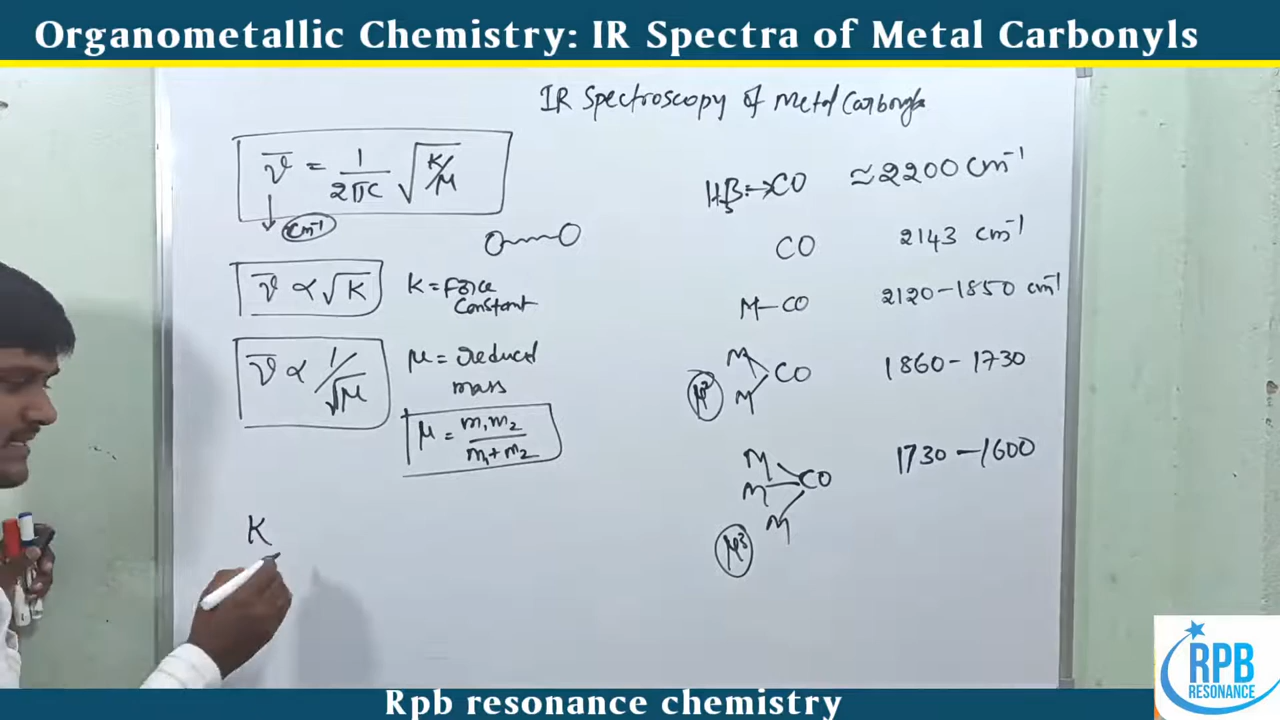 Organometallic Chemistry: IR Spectra of Metal Carbonyls
IR Spectroscopy of Metal Carbonyls
ν̄ = 1/2πc √K/μ
cm⁻¹
ν̄ ∝ √K
K = Force
Constant
ν̄ ∝ 1/√μ
μ = reduced
mass
μ = m₁m₂/m₁+m₂
K
H₃B→CO ≈2200 cm⁻¹
CO 2143 cm⁻¹
M—CO 2120-1850 cm⁻¹
M
CO 1860-1730
μ² M
M
M CO 1730-1600
M
μ³
Rpb resonance chemistry
RPB
RESONANCE